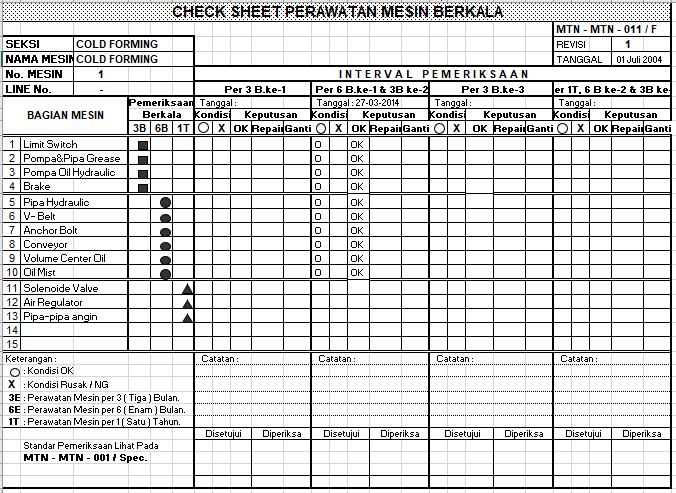 CHECK SHEET PERAWATAN MESIN BERKALA
MTN - MTN - 011 / F
SEKSI COLD FORMING REVISI 1
NAMA MESIN COLD FORMING TANGGAL 01 Juli 2004
No. MESIN 1 INTERVAL PEMERIKSAAN
LINE No. - Per 3 B.ke-1 Per 6 B.ke-1 & 3B ke-2 Per 3 B.ke-3 er 1T, 6 B ke-2 & 3B ke-
BAGIAN MESIN Pemeriksaan Berkala Tanggal : Tanggal : 27-03-2014 Tanggal : Tanggal :
Kondisi Keputusan Kondisi Keputusan Kondisi Keputusan Kondisi Keputusan
3B 6B 1T O X OK Repair Ganti O X OK Repair Ganti O X OK Repair Ganti O X OK Repair Ganti
1 Limit Switch ■ O OK
2 Pompa&Pipa Grease ■ O OK
3 Pompa Oil Hydraulic ■ O OK
4 Brake ■ O OK
5 Pipa Hydraulic ● O OK
6 V- Belt ● O OK
7 Anchor Bolt ● O OK
8 Conveyor ● O OK
9 Volume Center Oil ● O OK
10 Oil Mist ● O OK
11 Solenoide Valve ▲
12 Air Regulator ▲
13 Pipa-pipa angin ▲
14
15
Keterangan : Catatan : Catatan : Catatan : Catatan :
O : Kondisi OK
X : Kondisi Rusak / NG
3E : Perawatan Mesin per 3 ( Tiga ) Bulan.
6E : Perawatan Mesin per 6 ( Enam ) Bulan.
1T : Perawatan Mesin per 1 ( Satu ) Tahun.
Disetujui Diperiksa Disetujui Diperiksa Disetujui Diperiksa Disetujui Diperiksa
Standar Pemeriksaan Lihat Pada
MTN - MTN - 001 / Spec.